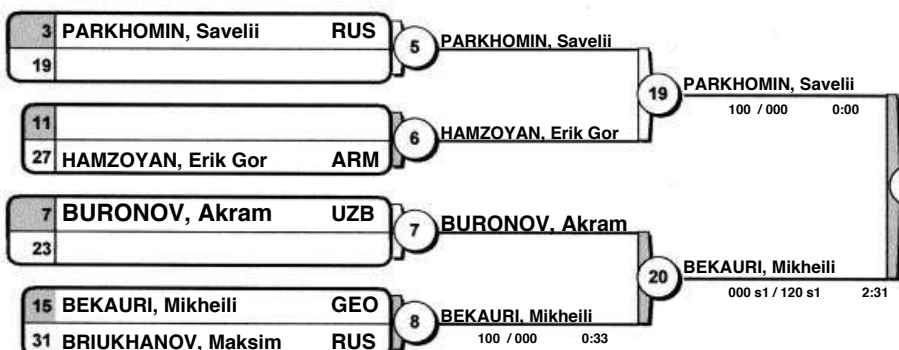 3 PARKHOMIN, Savelii RUS
19
5 PARKHOMIN, Savelii
11
27 HAMZOYAN, Erik Gor ARM
6 HAMZOYAN, Erik Gor
19 PARKHOMIN, Savelii
100 / 000 0:00
7 BURONOV, Akram UZB
23
7 BURONOV, Akram
15 BEKAURI, Mikheili GEO
31 BRIUKHANOV, Maksim RUS
8 BEKAURI, Mikheili
100 / 000 0:33
20 BEKAURI, Mikheili
000 s1 / 120 s1 2:31